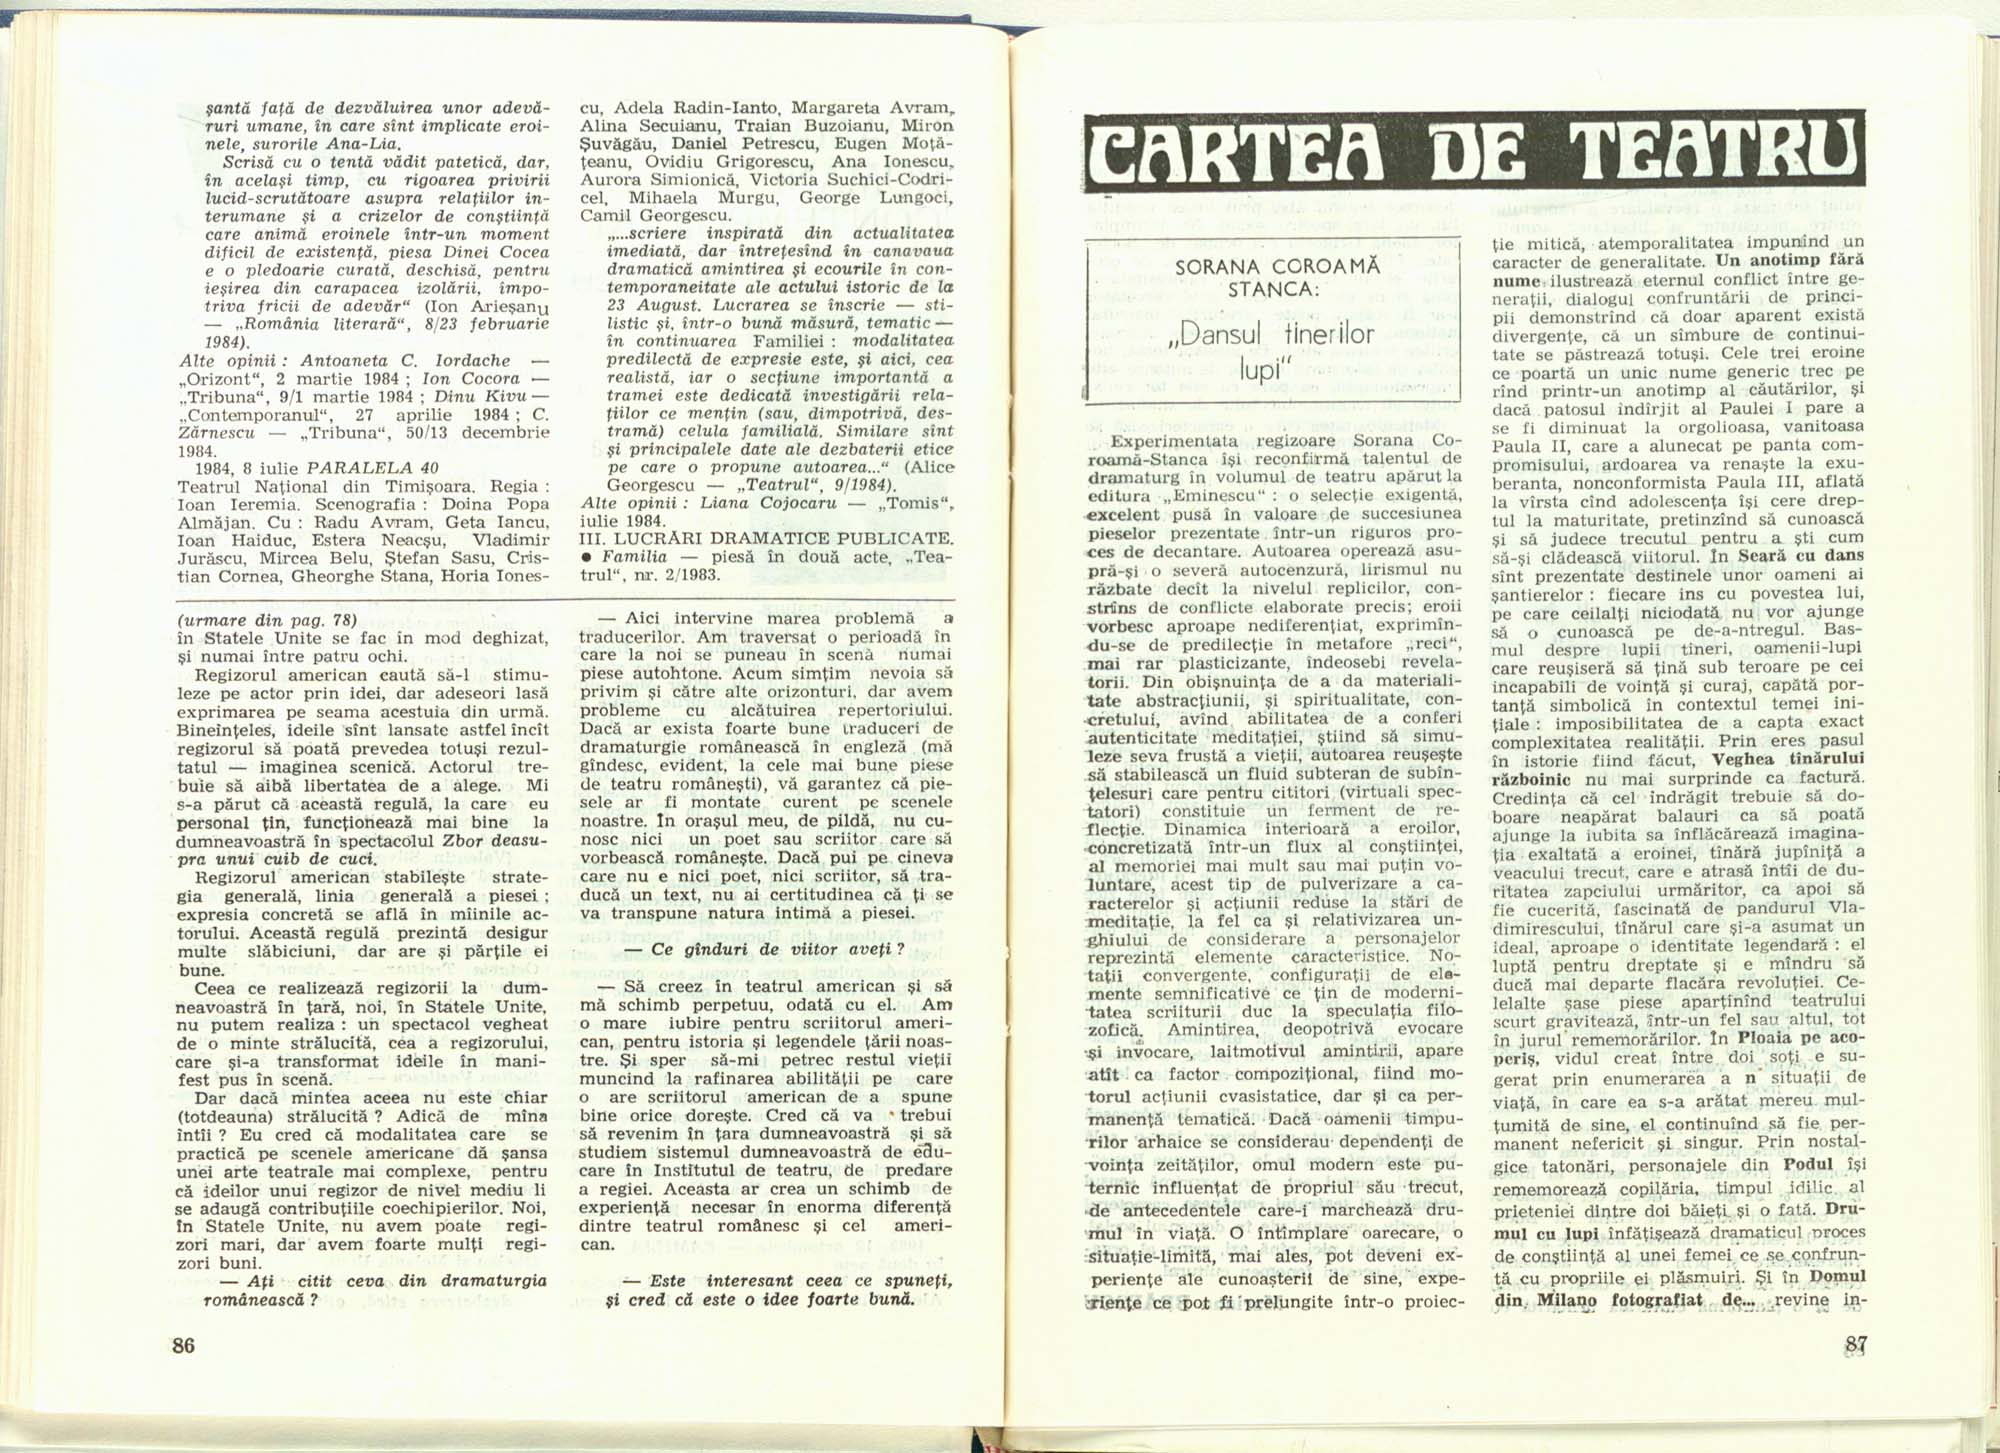 șantă față de dezvăluirea unor adevă-
ruri umane, în care sînt implicate eroi-
nele, surorile Ana-Lia.
Scrisă cu o tentă vădit patetică, dar,
în același timp, cu rigoarea privirii
lucid-scrutătoare asupra relațiilor in-
terumane și a crizelor de conștiință
care animă eroinele într-un moment
dificil de existență, piesa Dinei Cocea
e o pledoarie curată, deschisă, pentru
ieșirea din carapacea izolării, împo-
triva fricii de adevăr“ (Ion Arieșanu
— „România literară“, 8/23 februarie
1984).
Alte opinii : Antoaneta C. Iordache —
„Orizont“, 2 martie 1984 ; Ion Cocora —
„Tribuna“, 9/1 martie 1984 ; Dinu Kivu —
„Contemporanul“, 27 aprilie 1984 ; C.
Zărnescu — „Tribuna“, 50/13 decembrie
1984.
1984, 8 iulie PARALELA 40
Teatrul Național din Timișoara. Regia :
Ioan Ieremia. Scenografia : Doina Popa
Almăjan. Cu : Radu Avram, Geta Iancu,
Ioan Haiduc, Estera Neacșu, Vladimir
Jurăscu, Mircea Belu, Ștefan Sasu, Cris-
tian Cornea, Gheorghe Stana, Horia Iones-
cu, Adela Radin-Ianto, Margareta Avram,
Alina Secuianu, Traian Buzoianu, Miron
Șuvăgău, Daniel Petrescu, Eugen Moță-
țeanu, Ovidiu Grigorescu, Ana Ionescu,
Aurora Simionică, Victoria Suchici-Codri-
cel, Mihaela Murgu, George Lungoci,
Camil Georgescu.
„...scriere inspirată din actualitatea
imediată, dar întrețesînd în canavaua
dramatică amintirea și ecourile în con-
temporaneitate ale actului istoric de la
23 August. Lucrarea se înscrie — sti-
listic și, într-o bună măsură, tematic —
în continuarea Familiei : modalitatea
predilectă de expresie este, și aici, cea
realistă, iar o secțiune importantă a
tramei este dedicată investigării rela-
țiilor ce mențin (sau, dimpotrivă, des-
tramă) celula familială. Similare sînt
și principalele date ale dezbaterii etice
pe care o propune autoarea...“ (Alice
Georgescu — „Teatrul“, 9/1984).
Alte opinii : Liana Cojocaru — „Tomis“,
iulie 1984.
III. LUCRĂRI DRAMATICE PUBLICATE.
● Familia — piesă în două acte, „Tea-
trul“, nr. 2/1983.
(urmare din pag. 78)
în Statele Unite se fac în mod deghizat,
și numai între patru ochi.
Regizorul american caută să-l stimu-
leze pe actor prin idei, dar adeseori lasă
exprimarea pe seama acestuia din urmă.
Bineînțeles, ideile sînt lansate astfel încît
regizorul să poată prevedea totuși rezul-
tatul — imaginea scenică. Actorul tre-
buie să aibă libertatea de a alege. Mi
s-a părut că această regulă, la care eu
personal țin, funcționează mai bine la
dumneavoastră în spectacolul Zbor deasu-
pra unui cuib de cuci.
Regizorul american stabilește strate-
gia generală, linia generală a piesei ;
expresia concretă se află în mîinile ac-
torului. Această regulă prezintă desigur
multe slăbiciuni, dar are și părțile ei
bune.
Ceea ce realizează regizorii la dum-
neavoastră în țară, noi, în Statele Unite,
nu putem realiza : un spectacol vegheat
de o minte strălucită, cea a regizorului,
care și-a transformat ideile în mani-
fest pus în scenă.
Dar dacă mintea aceea nu este chiar
(totdeauna) strălucită ? Adică de mîna
întîi ? Eu cred că modalitatea care se
practică pe scenele americane dă șansa
unei arte teatrale mai complexe, pentru
că ideilor unui regizor de nivel mediu li
se adaugă contribuțiile coechipierilor. Noi,
în Statele Unite, nu avem poate regi-
zori mari, dar avem foarte mulți regi-
zori buni.
— Ați citit ceva din dramaturgia
românească ?
— Aici intervine marea problemă a
traducerilor. Am traversat o perioadă în
care la noi se puneau în scenă numai
piese autohtone. Acum simțim nevoia să
privim și către alte orizonturi, dar avem
probleme cu alcătuirea repertoriului.
Dacă ar exista foarte bune traduceri de
dramaturgie românească în engleză (mă
gîndesc, evident, la cele mai bune piese
de teatru românești), vă garantez că pie-
sele ar fi montate curent pe scenele
noastre. În orașul meu, de pildă, nu cu-
nosc nici un poet sau scriitor care să
vorbească românește. Dacă pui pe cineva
care nu e nici poet, nici scriitor, să tra-
ducă un text, nu ai certitudinea că ți se
va transpune natura intimă a piesei.
— Ce gînduri de viitor aveți ?
— Să creez în teatrul american și să
mă schimb perpetuu, odată cu el. Am
o mare iubire pentru scriitorul ameri-
can, pentru istoria și legendele țării noas-
tre. Și sper să-mi petrec restul vieții
muncind la rafinarea abilității pe care
o are scriitorul american de a spune
bine orice dorește. Cred că va trebui
să revenim în țara dumneavoastră și să
studiem sistemul dumneavoastră de edu-
care în Institutul de teatru, de predare
a regiei. Aceasta ar crea un schimb de
experiență necesar în enorma diferență
dintre teatrul românesc și cel ameri-
can.
— Este interesant ceea ce spuneți,
și cred că este o idee foarte bună.
86
CARTEA DE TEATRU
SORANA COROAMĂ
STANCA:
„Dansul tinerilor
lupi“
Experimentata regizoare Sorana Co-
roamă-Stanca își reconfirmă talentul de
dramaturg în volumul de teatru apărut la
editura „Eminescu“ : o selecție exigentă,
excelent pusă în valoare de succesiunea
pieselor prezentate într-un riguros pro-
ces de decantare. Autoarea operează asu-
pră-și o severă autocenzură, lirismul nu
răzbate decît la nivelul replicilor, con-
strîns de conflicte elaborate precis; eroii
vorbesc aproape nediferențiat, exprimîn-
du-se de predilecție în metafore „reci“,
mai rar plasticizante, îndeosebi revela-
torii. Din obișnuința de a da materiali-
tate abstracțiunii, și spiritualitate, con-
cretului, avînd abilitatea de a conferi
autenticitate meditației, știind să simu-
leze seva frustă a vieții, autoarea reușește
să stabilească un fluid subteran de subîn-
țelesuri care pentru cititori (virtuali spec-
tatori) constituie un ferment de re-
flecție. Dinamica interioară a eroilor,
concretizată într-un flux al conștiinței,
al memoriei mai mult sau mai puțin vo-
luntare, acest tip de pulverizare a ca-
racterelor și acțiunii reduse la stări de
meditație, la fel ca și relativizarea un-
ghiului de considerare a personajelor
reprezintă elemente caracteristice. No-
tații convergente, configurații de ele-
mente semnificative ce țin de moderni-
tatea scriiturii duc la speculația filo-
zofică. Amintirea, deopotrivă evocare
și invocare, laitmotivul amintirii, apare
atît ca factor compozițional, fiind mo-
torul acțiunii cvasistatice, dar și ca per-
manență tematică. Dacă oamenii timpu-
rilor arhaice se considerau dependenți de
voința zeităților, omul modern este pu-
ternic influențat de propriul său trecut,
de antecedentele care-i marchează dru-
mul în viață. O întîmplare oarecare, o
situație-limită, mai ales, pot deveni ex-
periențe ale cunoașterii de sine, expe-
riențe ce pot fi prelungite într-o proiec-
ție mitică, atemporalitatea impunînd un
caracter de generalitate. Un anotimp fără
nume ilustrează eternul conflict între ge-
nerații, dialogul confruntării de princi-
pii demonstrînd că doar aparent există
divergențe, că un sîmbure de continui-
tate se păstrează totuși. Cele trei eroine
ce poartă un unic nume generic trec pe
rînd printr-un anotimp al căutărilor, și
dacă patosul îndîrjit al Paulei I pare a
se fi diminuat la orgolioasa, vanitoasa
Paula II, care a alunecat pe panta com-
promisului, ardoarea va renaște la exu-
beranta, nonconformista Paula III, aflată
la vîrsta cînd adolescența își cere drep-
tul la maturitate, pretinzînd să cunoască
și să judece trecutul pentru a ști cum
să-și clădească viitorul. În Seară cu dans
sînt prezentate destinele unor oameni ai
șantierelor : fiecare ins cu povestea lui,
pe care ceilalți niciodată nu vor ajunge
să o cunoască pe de-a-ntregul. Bas-
mul despre lupii tineri, oamenii-lupi
care reușiseră să țină sub teroare pe cei
incapabili de voință și curaj, capătă por-
tanță simbolică în contextul temei ini-
țiale : imposibilitatea de a capta exact
complexitatea realității. Prin eres pasul
în istorie fiind făcut, Veghea tînărului
războinic nu mai surprinde ca factură.
Credința că cel îndrăgit trebuie să do-
boare neapărat balauri ca să poată
ajunge la iubita sa înflăcărează imagina-
ția exaltată a eroinei, tînără jupîniță a
veacului trecut, care e atrasă întîi de du-
ritatea zapciului urmăritor, ca apoi să
fie cucerită, fascinată de pandurul Vla-
dimirescului, tînărul care și-a asumat un
ideal, aproape o identitate legendară : el
luptă pentru dreptate și e mîndru să
ducă mai departe flacăra revoluției. Ce-
lelalte șase piese aparținînd teatrului
scurt gravitează, într-un fel sau altul, tot
în jurul rememorărilor. În Ploaia pe aco-
periș, vidul creat între doi soți e su-
gerat prin enumerarea a n situații de
viață, în care ea s-a arătat mereu mul-
țumită de sine, el continuînd să fie per-
manent nefericit și singur. Prin nostal-
gice tatonări, personajele din Podul își
rememorează copilăria, timpul idilic al
prieteniei dintre doi băieți și o fată. Dru-
mul cu lupi înfățișează dramaticul proces
de conștiință al unei femei ce se confrun-
tă cu propriile ei plăsmuiri. Și în Domul
din Milano fotografiat de... revine in-
87